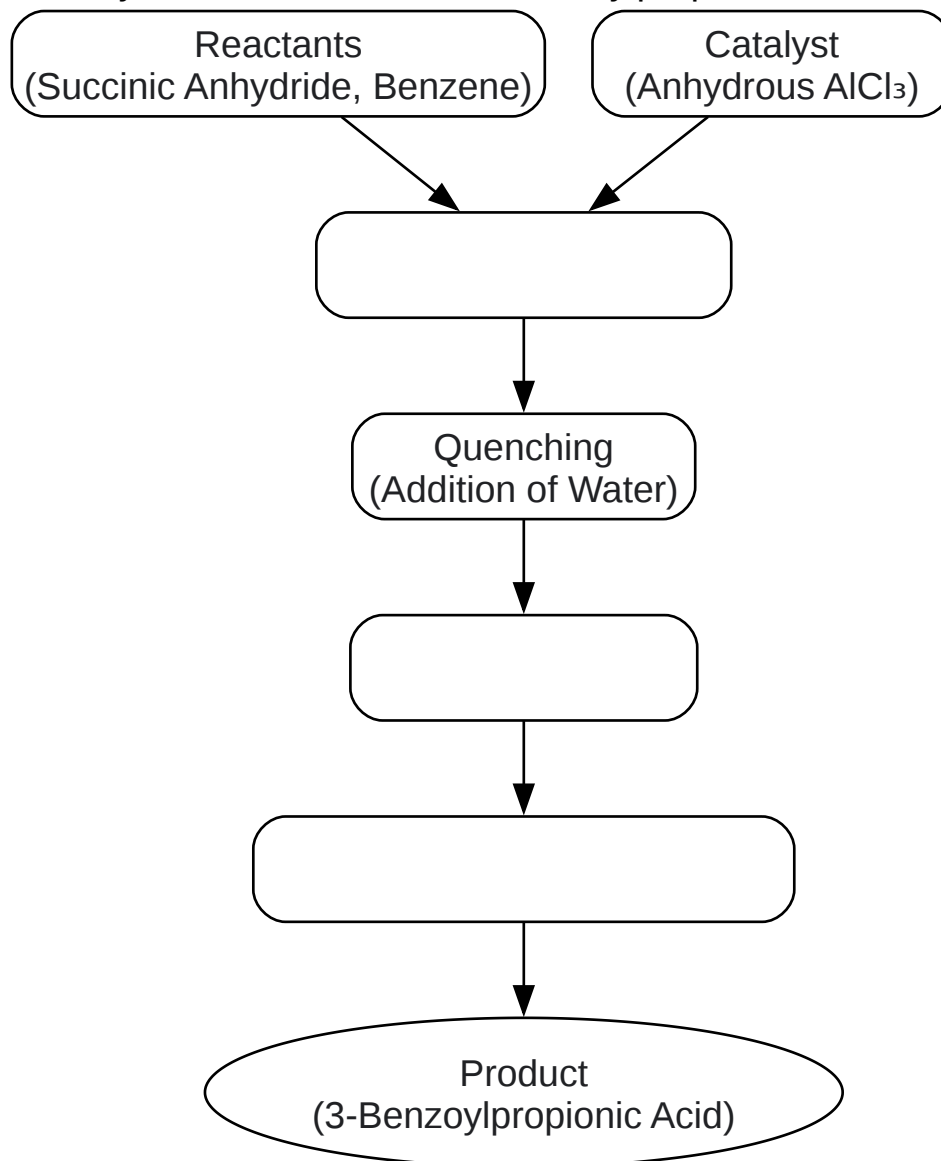 Reactants
(Succinic Anhydride, Benzene)
Catalyst
(Anhydrous AlCl₃)
Quenching
(Addition of Water)
Product
(3-Benzoylpropionic Acid)